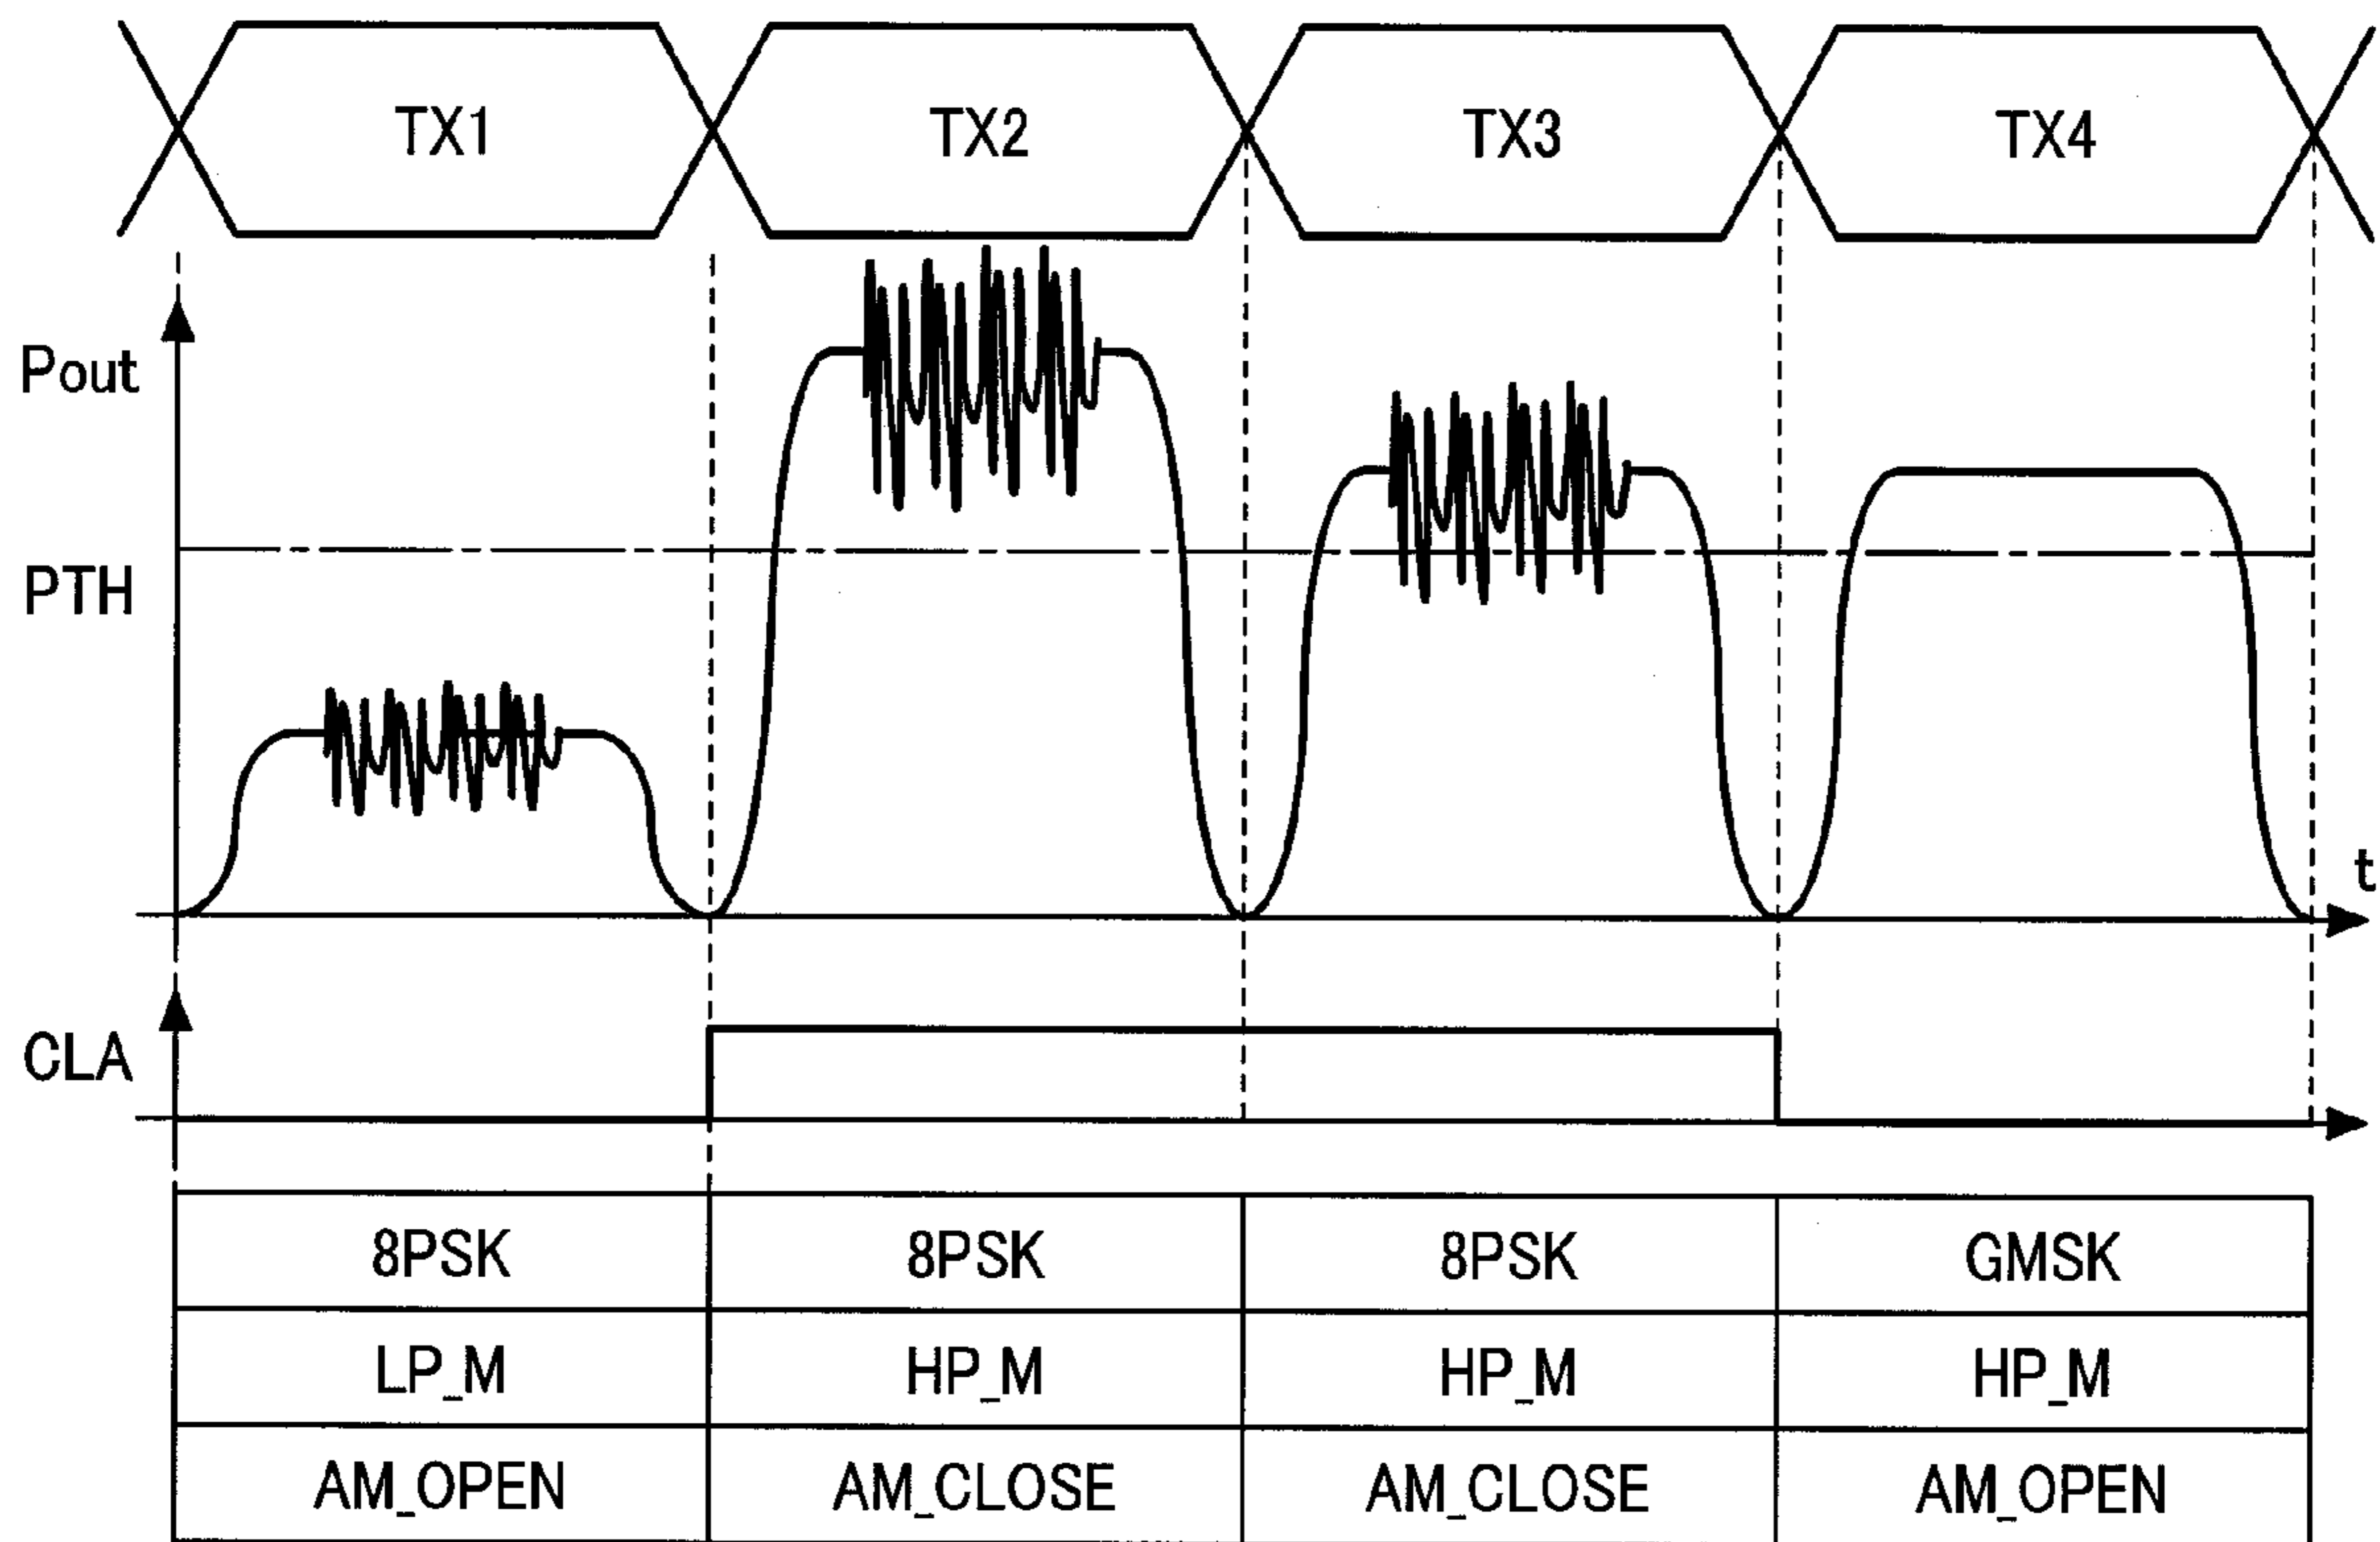 TX1 TX2 TX3 TX4
Pout
PTH
t
CLA
8PSK 8PSK 8PSK GMSK
LP_M HP_M HP_M HP_M
AM_OPEN AM_CLOSE AM_CLOSE AM_OPEN